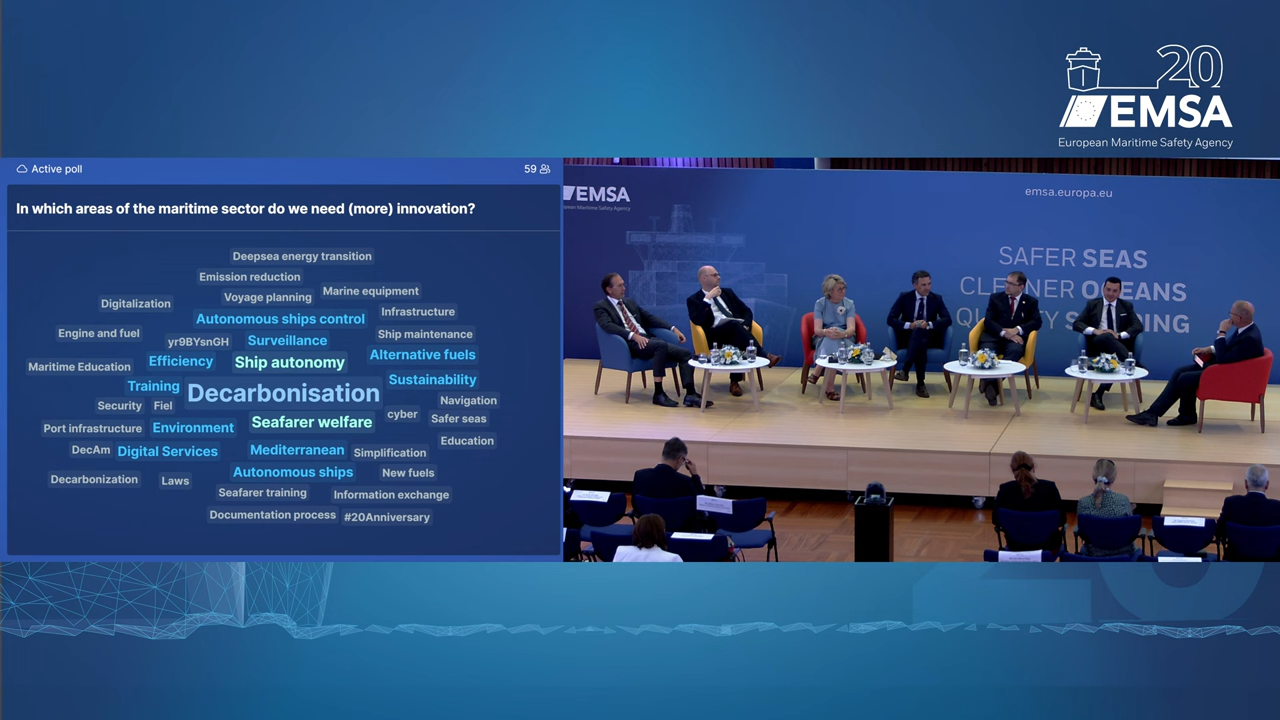 20
EMSA
European Maritime Safety Agency
Active poll
59
In which areas of the maritime sector do we need (more) innovation?
Deepsea energy transition
Emission reduction
Voyage planning
Marine equipment
Digitalization
Infrastructure
Autonomous ships control
Engine and fuel
yr9BYsnGH
Surveillance
Ship maintenance
Maritime Education
Efficiency
Ship autonomy
Alternative fuels
Training
Decarbonisation
Sustainability
Security
Fiel
cyber
Navigation
Safer seas
Port infrastructure
Environment
Seafarer welfare
Education
DecAm
Digital Services
Mediterranean
Simplification
Decarbonization
Laws
Autonomous ships
New fuels
Seafarer training
Information exchange
Documentation process
#20Anniversary
EMSA
Maritime Safety Agency
emsa.europa.eu
SAFER SEAS